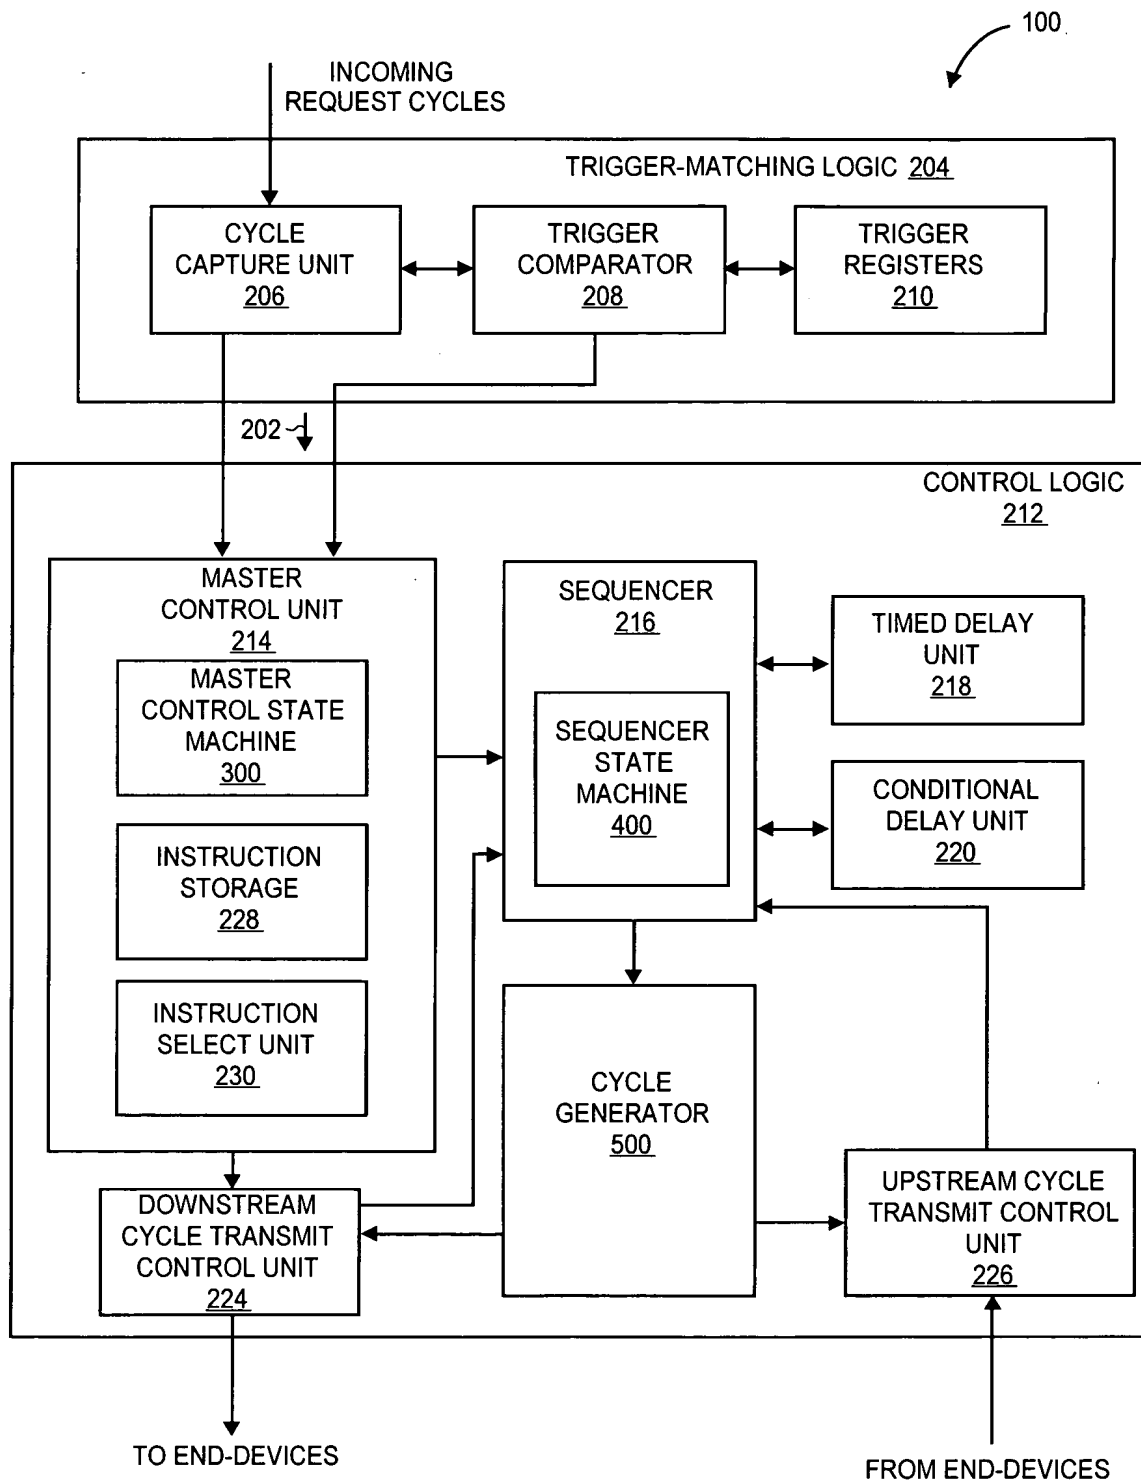 100
INCOMING
REQUEST CYCLES
TRIGGER-MATCHING LOGIC 204
CYCLE
CAPTURE UNIT
206
TRIGGER
COMPARATOR
208
TRIGGER
REGISTERS
210
202
CONTROL LOGIC
212
MASTER
CONTROL UNIT
214
MASTER
CONTROL STATE
MACHINE
300
INSTRUCTION
STORAGE
228
INSTRUCTION
SELECT UNIT
230
SEQUENCER
216
SEQUENCER
STATE
MACHINE
400
TIMED DELAY
UNIT
218
CONDITIONAL
DELAY UNIT
220
CYCLE
GENERATOR
500
DOWNSTREAM
CYCLE TRANSMIT
CONTROL UNIT
224
UPSTREAM CYCLE
TRANSMIT CONTROL
UNIT
226
TO END-DEVICES
FROM END-DEVICES